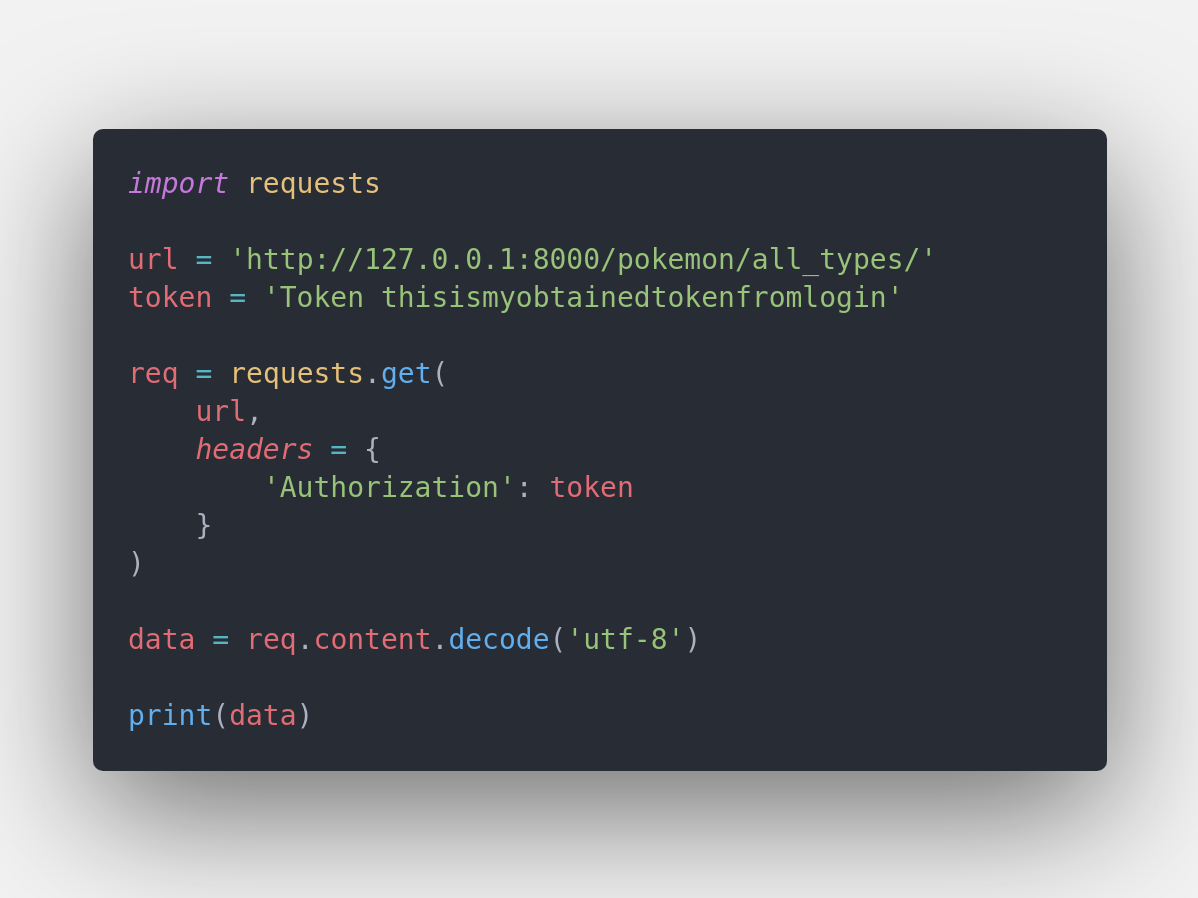 import requests

url = 'http://127.0.0.1:8000/pokemon/all_types/'
token = 'Token thisismyobtainedtokenfromlogin'

req = requests.get(
    url,
    headers = {
        'Authorization': token
    }
)

data = req.content.decode('utf-8')

print(data)